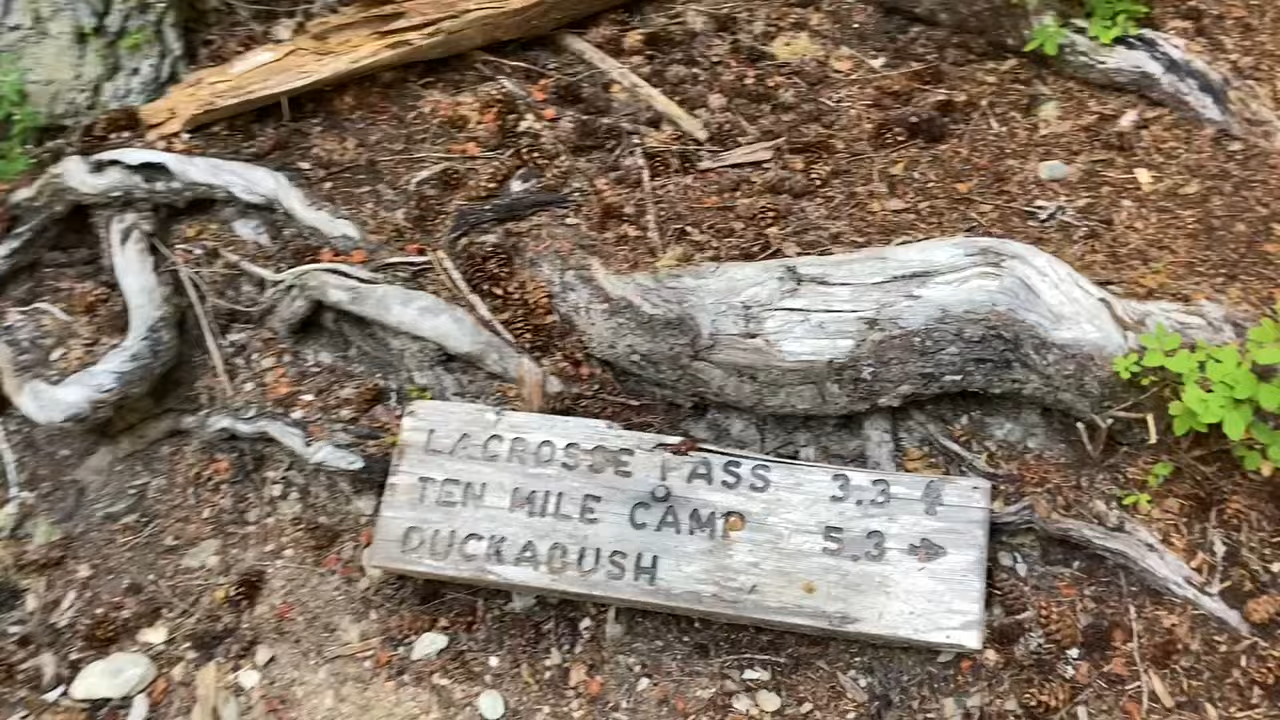 LACROSSE PASS 3.3 ↑
TEN MILE CAMP 5.3 →
DUCKABUSH